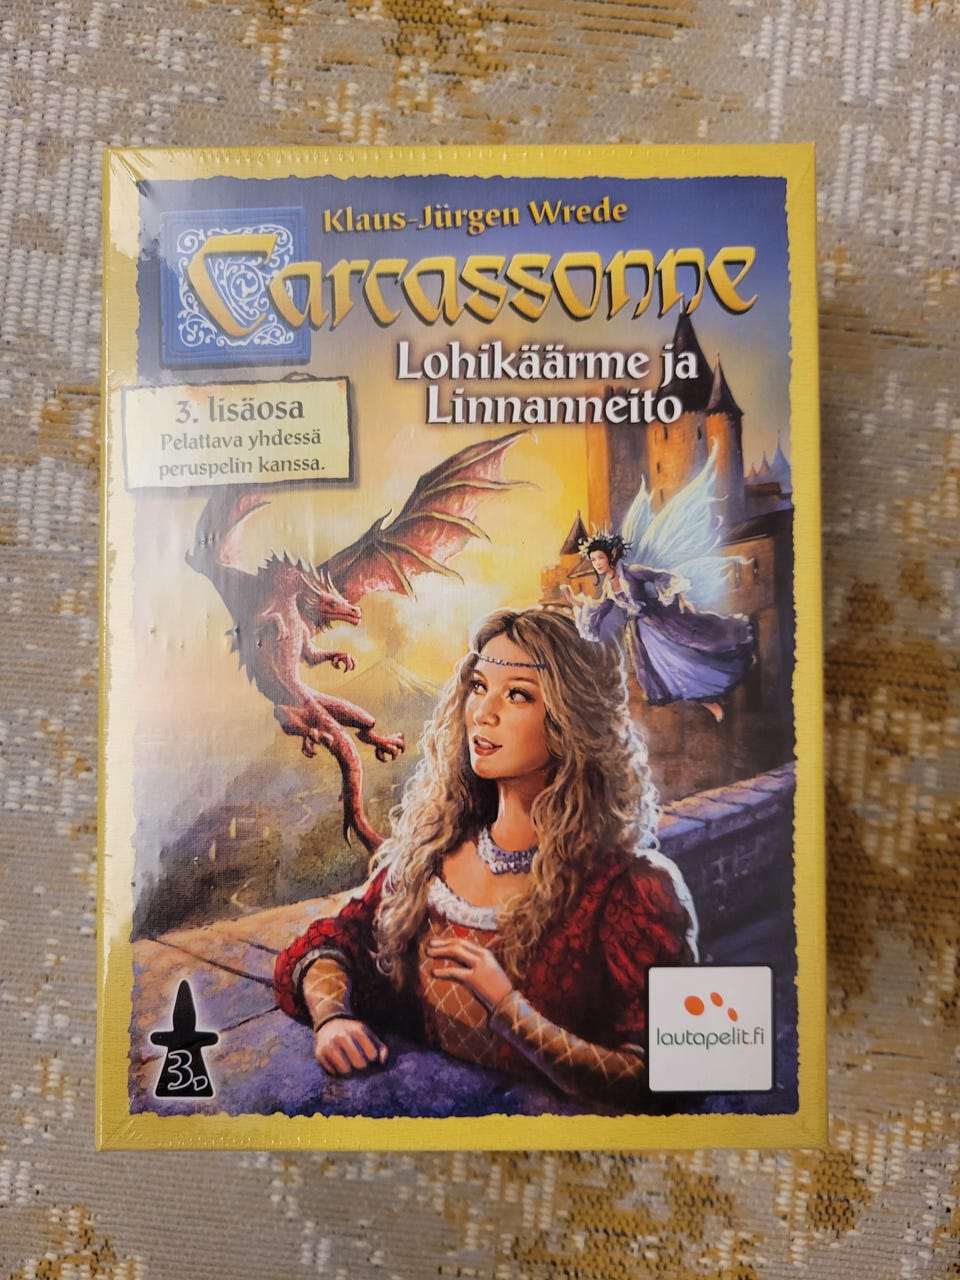 Klaus-Jürgen Wrede
Carcassonne
Lohikäärme ja
Linnanneito
3. lisäosa
Pelattava yhdessä
peruspelin kanssa.
3.
lautapelit.fi